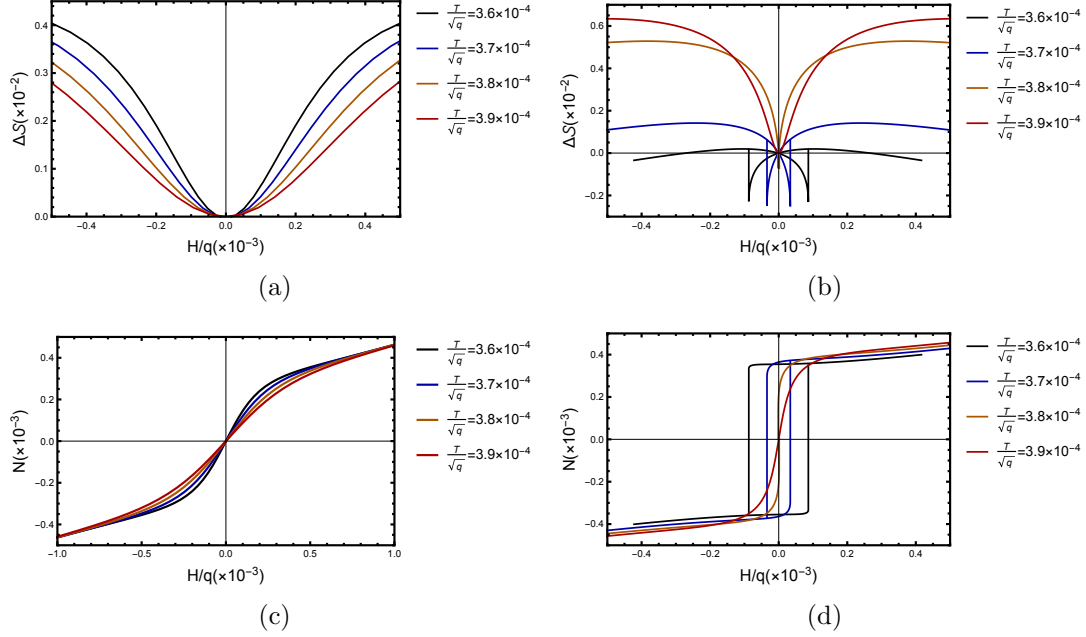 ΔS(×10⁻²)
0.4
0.3
0.2
0.1
0.0
−0.4 −0.2 0.0 0.2 0.4
H/q(×10⁻³)
T/√q=3.6×10⁻⁴
T/√q=3.7×10⁻⁴
T/√q=3.8×10⁻⁴
T/√q=3.9×10⁻⁴
(a)
ΔS(×10⁻²)
0.6
0.4
0.2
0.0
−0.2
−0.4 −0.2 0.0 0.2 0.4
H/q(×10⁻³)
T/√q=3.6×10⁻⁴
T/√q=3.7×10⁻⁴
T/√q=3.8×10⁻⁴
T/√q=3.9×10⁻⁴
(b)
N(×10⁻³)
0.4
0.2
0.0
−0.2
−0.4
−1.0 −0.5 0.0 0.5 1.0
H/q(×10⁻³)
T/√q=3.6×10⁻⁴
T/√q=3.7×10⁻⁴
T/√q=3.8×10⁻⁴
T/√q=3.9×10⁻⁴
(c)
N(×10⁻³)
0.4
0.2
0.0
−0.2
−0.4
−0.4 −0.2 0.0 0.2 0.4
H/q(×10⁻³)
T/√q=3.6×10⁻⁴
T/√q=3.7×10⁻⁴
T/√q=3.8×10⁻⁴
T/√q=3.9×10⁻⁴
(d)